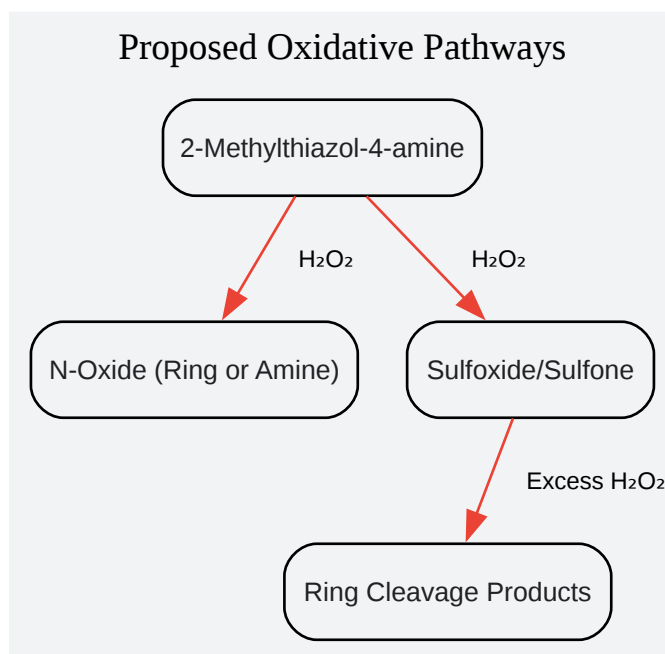 Proposed Oxidative Pathways
2-Methylthiazol-4-amine
H₂O₂
H₂O₂
N-Oxide (Ring or Amine)
Sulfoxide/Sulfone
Excess H₂O₂
Ring Cleavage Products